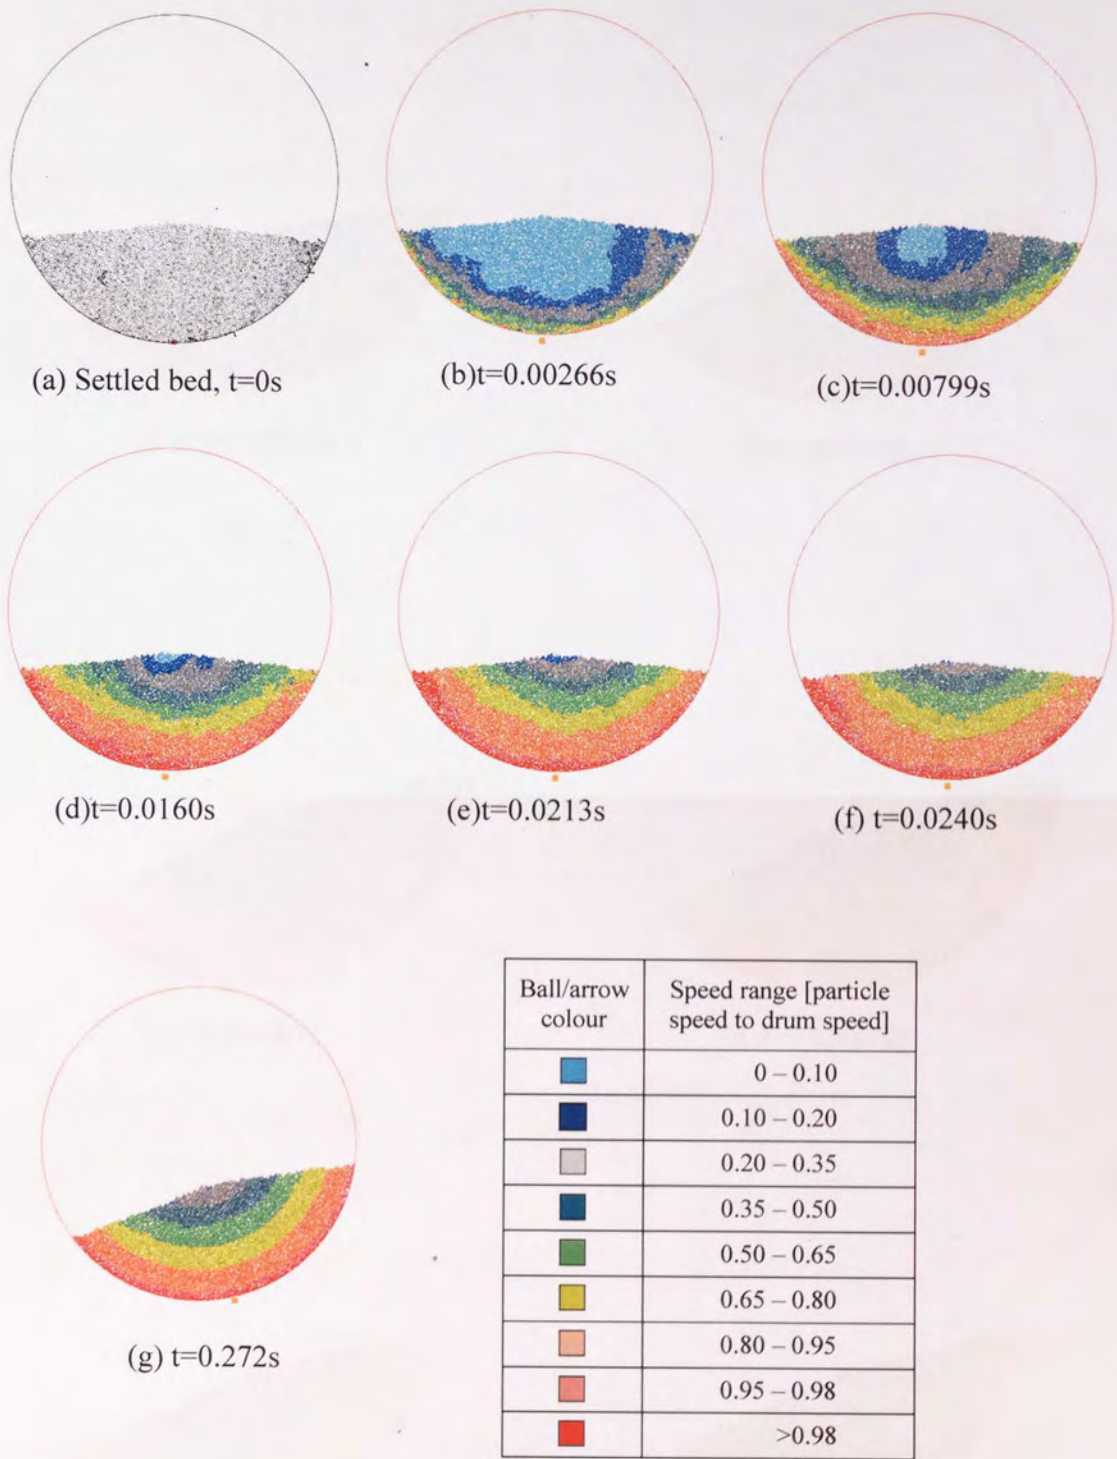 (a) Settled bed, t=0s
(b)t=0.00266s
(c)t=0.00799s
(d)t=0.0160s
(e)t=0.0213s
(f) t=0.0240s
(g) t=0.272s
Ball/arrow
colour
Speed range [particle
speed to drum speed]
0 – 0.10
0.10 – 0.20
0.20 – 0.35
0.35 – 0.50
0.50 – 0.65
0.65 – 0.80
0.80 – 0.95
0.95 – 0.98
>0.98